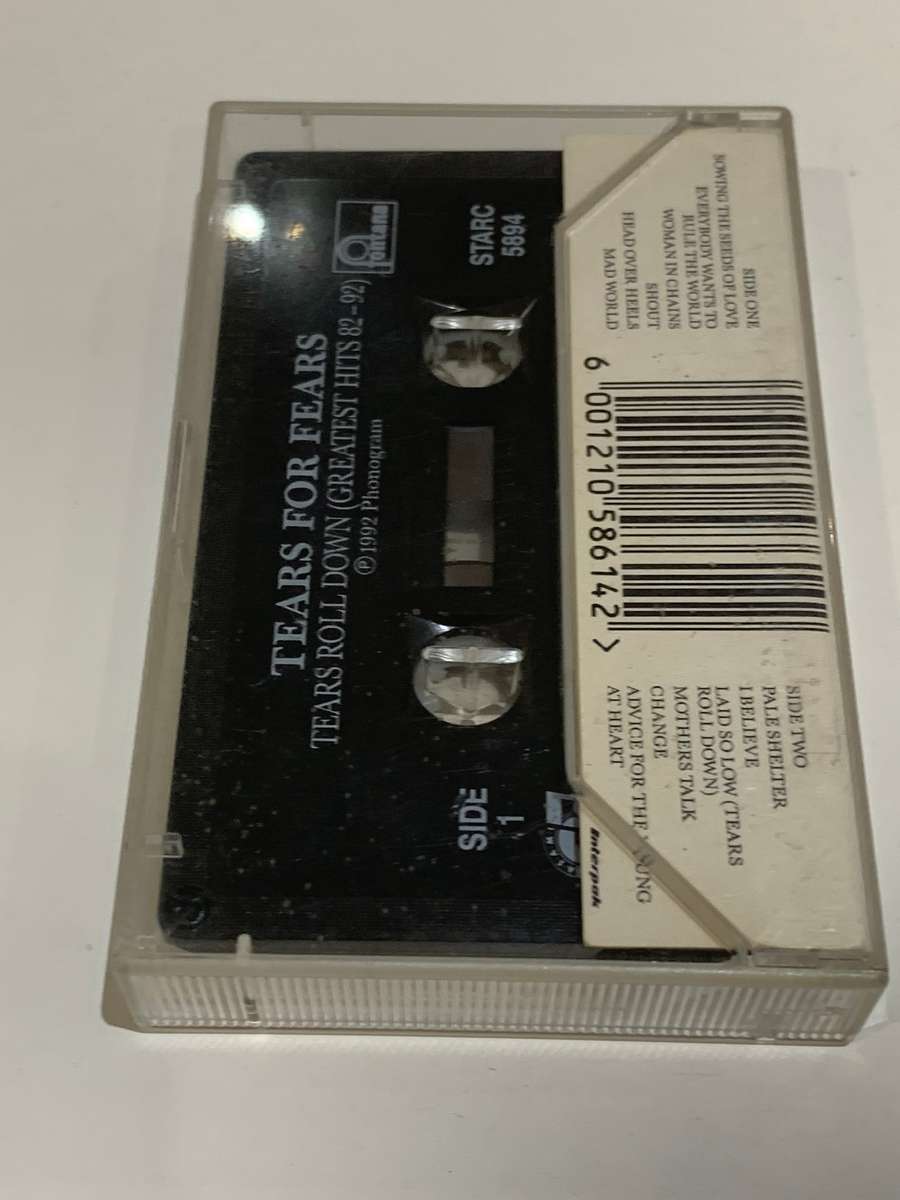 TEARS FOR FEARS
TEARS ROLL DOWN (GREATEST HITS 82-92)
℗1992 Phonogram
fontana
STARC
5894
SIDE
1
SIDE ONE
SOWING THE SEEDS OF LOVE
EVERYBODY WANTS TO
RULE THE WORLD
WOMAN IN CHAINS
SHOUT
HEAD OVER HEELS
MAD WORLD
6 001210 586142 >
SIDE TWO
PALE SHELTER
I BELIEVE
LAID SO LOW (TEARS
ROLL DOWN)
MOTHERS TALK
CHANGE
ADVICE FOR THE YOUNG
AT HEART
Interpak